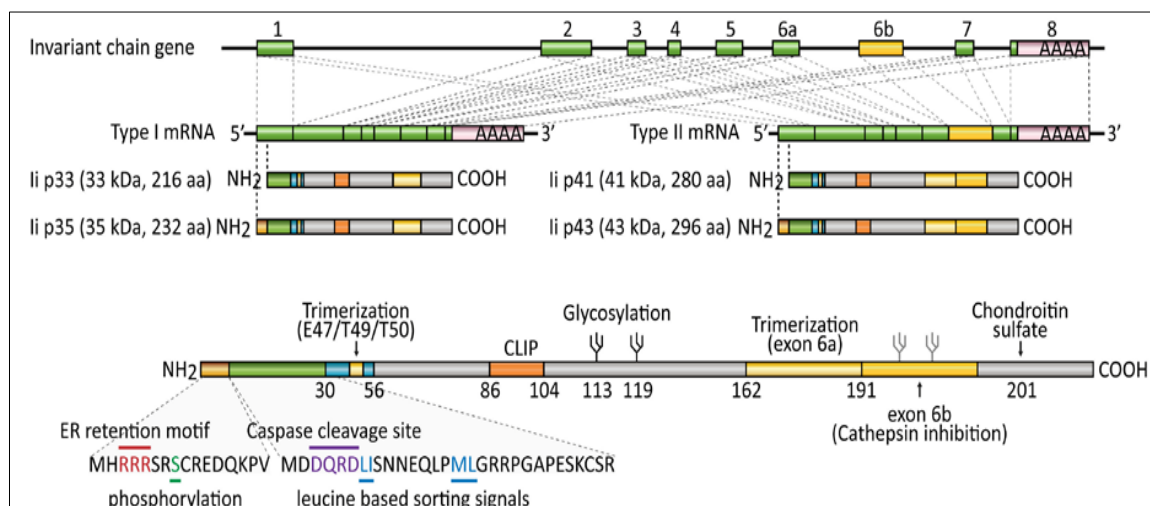 1 2 3 4 5 6a 6b 7 8
Invariant chain gene AAAA
Type I mRNA 5′ AAAA 3′ Type II mRNA 5′ AAAA 3′
Ii p33 (33 kDa, 216 aa) NH2 COOH Ii p41 (41 kDa, 280 aa) NH2 COOH
Ii p35 (35 kDa, 232 aa) NH2 COOH Ii p43 (43 kDa, 296 aa) NH2 COOH
Trimerization Glycosylation Chondroitin
(E47/T49/T50) Trimerization sulfate
CLIP (exon 6a)
NH2 COOH
30 56 86 104 113 119 162 191 201
exon 6b
(Cathepsin inhibition)
ER retention motif Caspase cleavage site
MHRRRSRSCREDQKPV MDDQRDLISNNEQLPMLGRRPGAPESKCSR
phosphorylation leucine based sorting signals